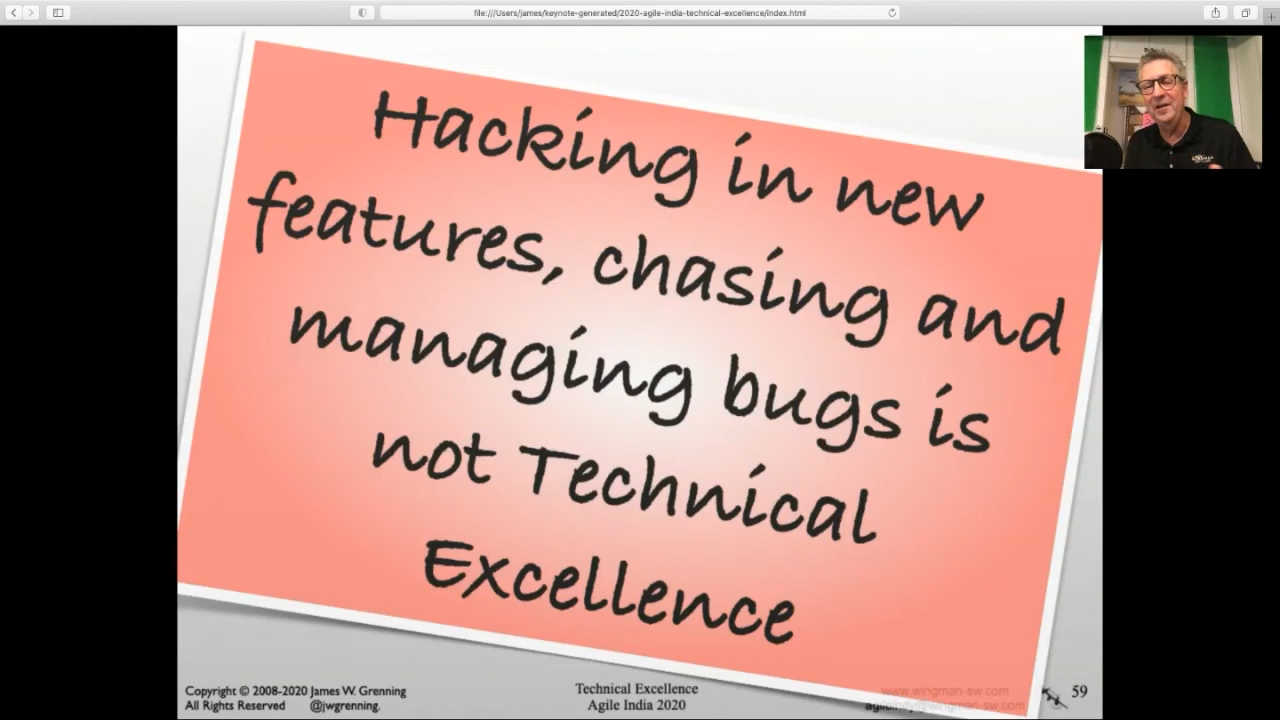 file:///Users/james/keynote-generated/2020-agile-india-technical-excellence/index.html
Hacking in new
features, chasing and
managing bugs is
not Technical
Excellence
Copyright © 2008-2020 James W. Grenning
All Rights Reserved @jwgrenning.
Technical Excellence
Agile India 2020
www.wingman-sw.com
59